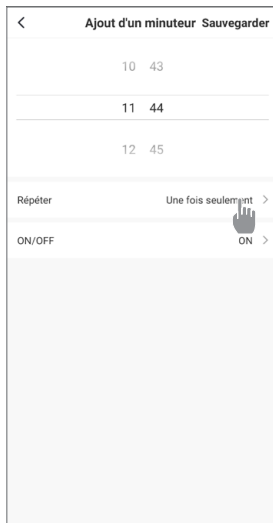 Ajout d'un minuteur Sauvegarder
10 43
11 44
12 45
Répéter Une fois seulement
ON/OFF ON